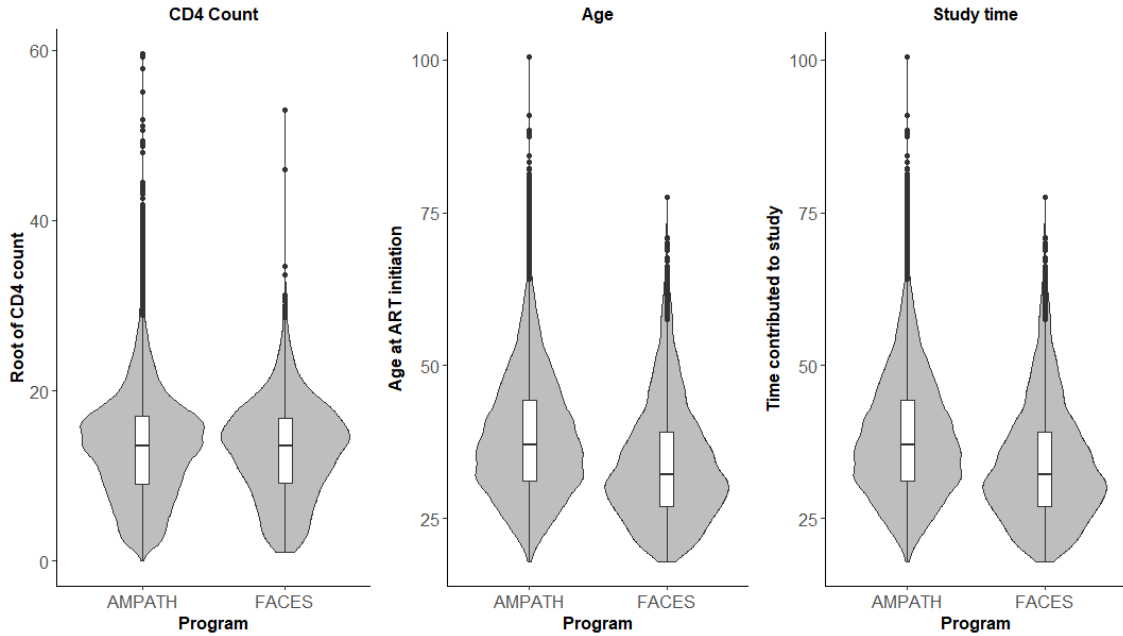 CD4 Count
Root of CD4 count
60
40
20
0
AMPATH FACES
Program
Age
Age at ART initiation
100
75
50
25
AMPATH FACES
Program
Study time
Time contributed to study
100
75
50
25
AMPATH FACES
Program